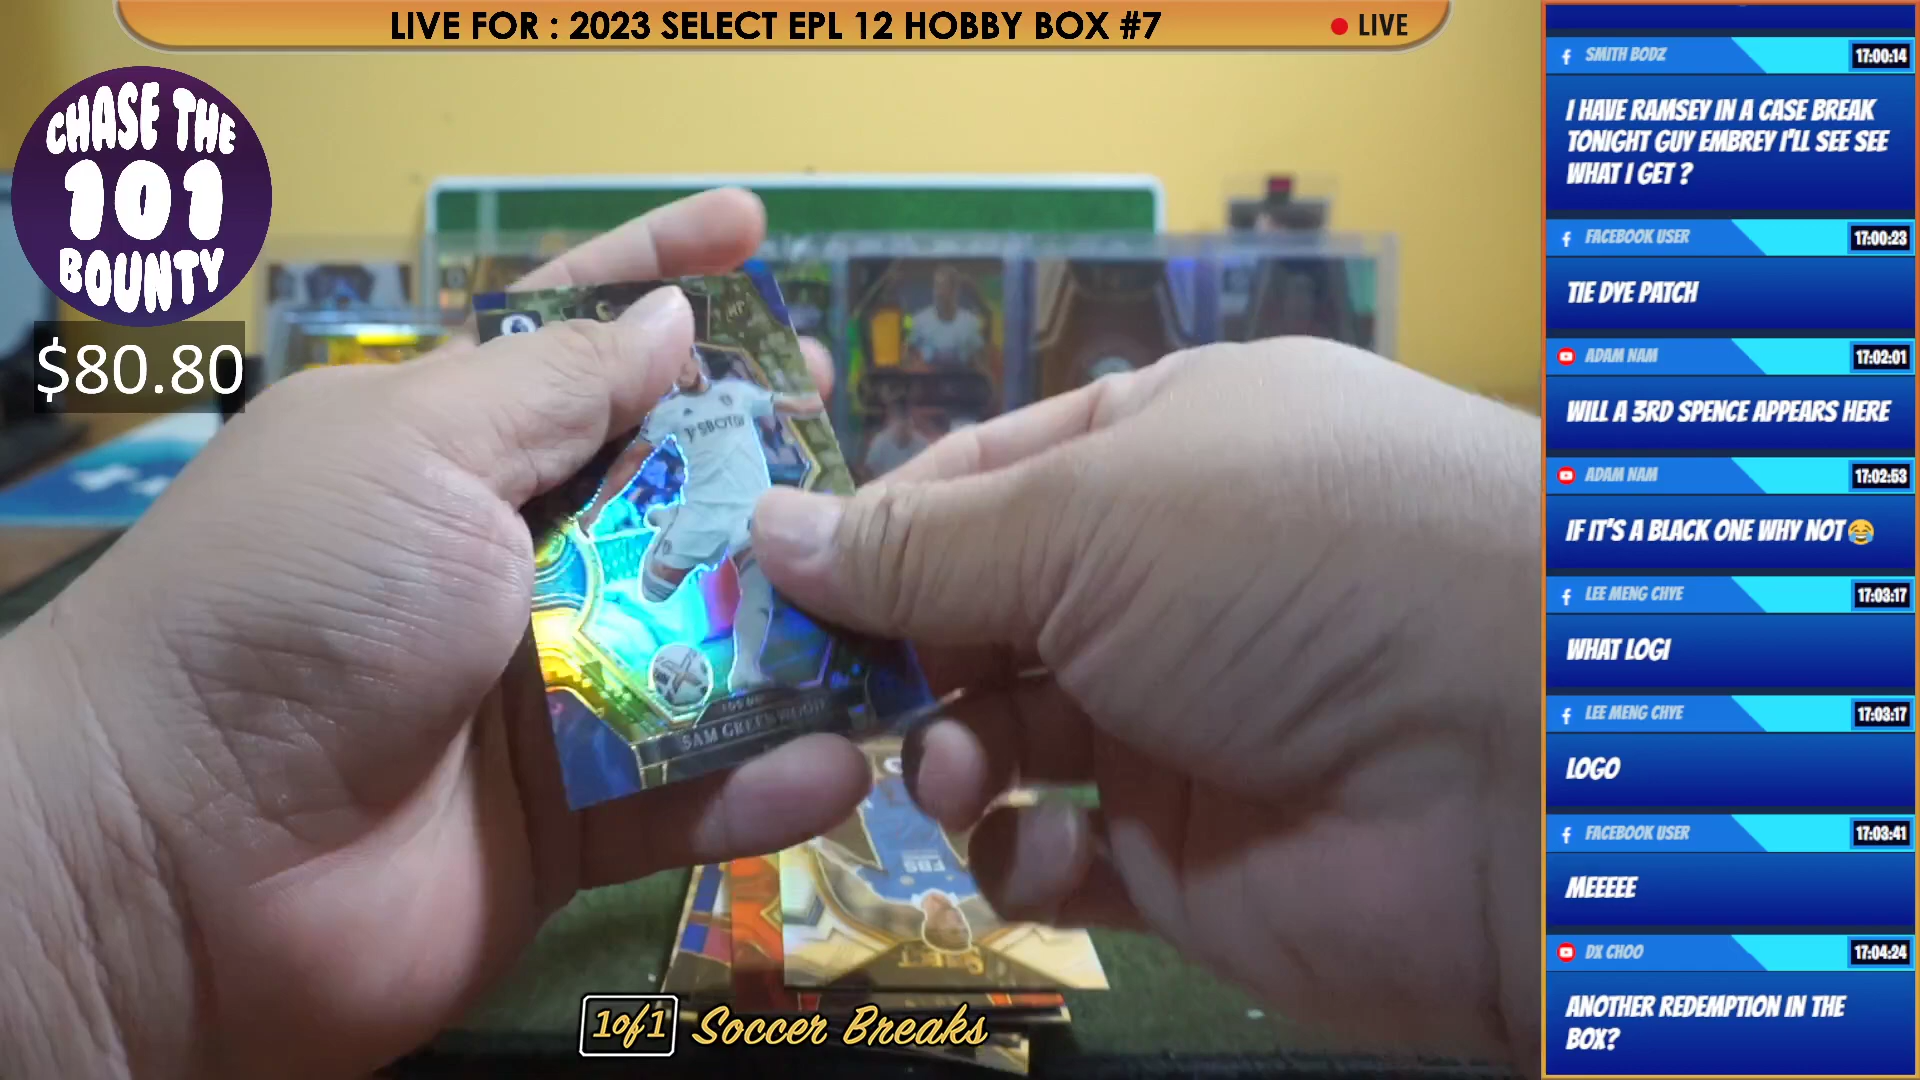 LIVE FOR : 2023 SELECT EPL 12 HOBBY BOX #7
LIVE
CHASE THE
101
BOUNTY
$80.80
SBOTOP
SAM GREENWOOD
FBS
SELECT
1of1 Soccer Breaks
SMITH BODZ
17:00:14
I HAVE RAMSEY IN A CASE BREAK
TONIGHT GUY EMBREY I'LL SEE SEE
WHAT I GET ?
FACEBOOK USER
17:00:23
TIE DYE PATCH
ADAM NAM
17:02:01
WILL A 3RD SPENCE APPEARS HERE
ADAM NAM
17:02:53
IF IT'S A BLACK ONE WHY NOT😂
LEE MENG CHYE
17:03:17
WHAT LOGI
LEE MENG CHYE
17:03:17
LOGO
FACEBOOK USER
17:03:41
MEEEEE
DX CHOO
17:04:24
ANOTHER REDEMPTION IN THE
BOX?